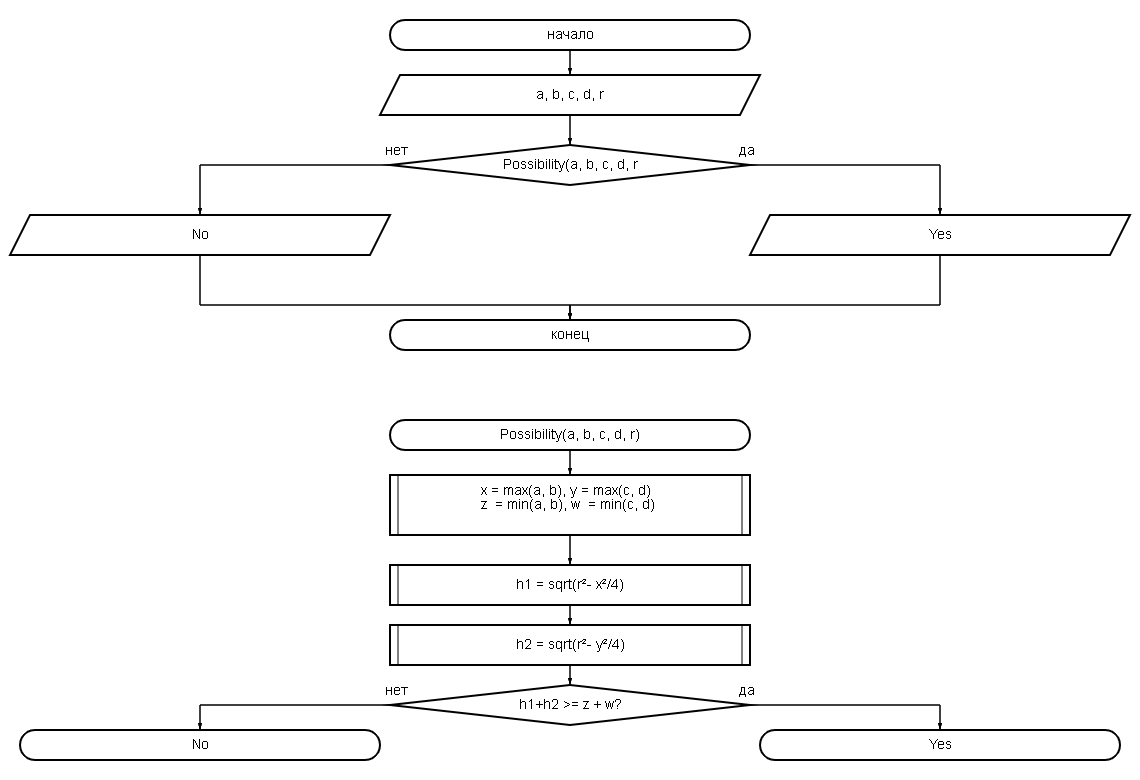 начало
a, b, c, d, r
нет
да
Possibility(a, b, c, d, r
No
Yes
конец
Possibility(a, b, c, d, r)
x = max(a, b), y = max(c, d)
z  = min(a, b), w  = min(c, d)
h1 = sqrt(r²- x²/4)
h2 = sqrt(r²- y²/4)
нет
да
h1+h2 >= z + w?
No
Yes